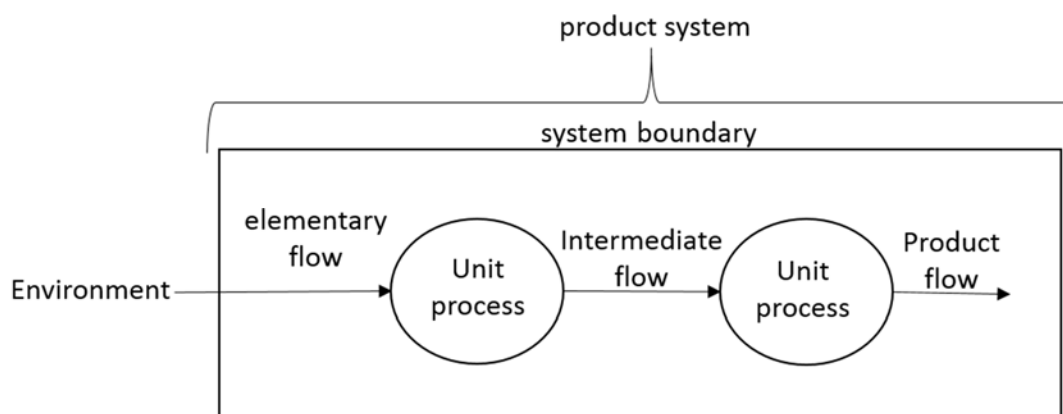 product system
system boundary
elementary
flow
Environment
Unit
process
Intermediate
flow
Unit
process
Product
flow